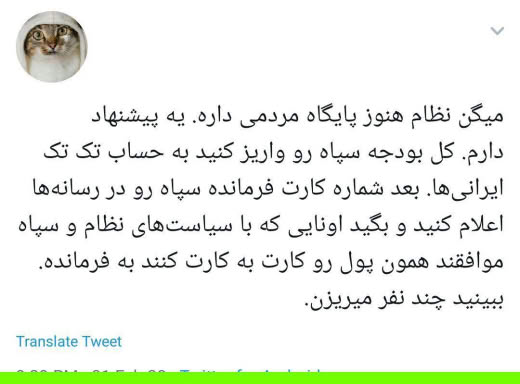 میگن نظام هنوز پایگاه مردمی داره. یه پیشنهاد
دارم. کل بودجه سپاه رو واریز کنید به حساب تک تک
ایرانی‌ها. بعد شماره کارت فرمانده سپاه رو در رسانه‌ها
اعلام کنید و بگید اونایی که با سیاست‌های نظام و سپاه
موافقند همون پول رو کارت به کارت کنند به فرمانده.
ببینید چند نفر میریزن.
Translate Tweet